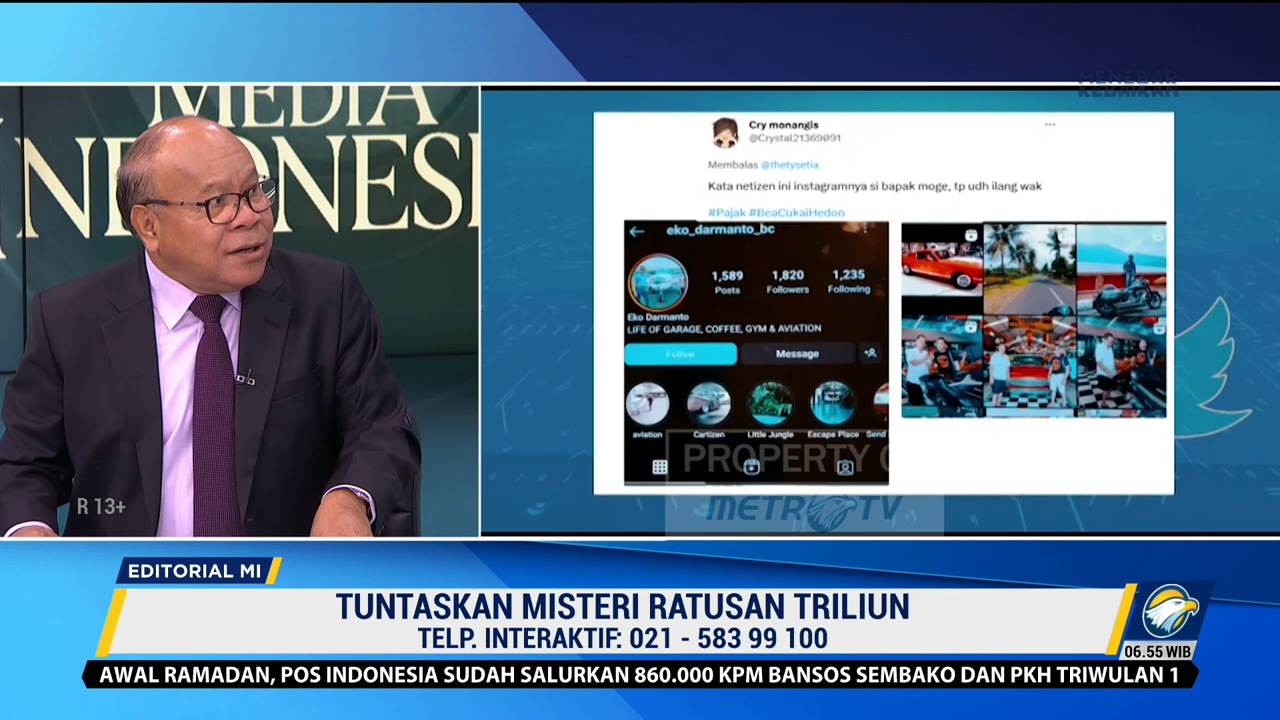 MEDIA
INDONESI
MENEBAR
KEBAIKAN
Cry monangis
@Crystal21369091
Membalas @thetysetia
Kata netizen ini instagramnya si bapak moge, tp udh ilang wak
#Pajak #BeaCukaiHedon
eko_darmanto_bc
1,589 1,820 1,235
Posts Followers Following
Eko Darmanto
LIFE OF GARAGE, COFFEE, GYM & AVIATION
Follow Message
aviation Cartizen Little Jungle Escape Place Send
PROPERTY O
METRO TV
R 13+
EDITORIAL MI
TUNTASKAN MISTERI RATUSAN TRILIUN
TELP. INTERAKTIF: 021 - 583 99 100
06.55 WIB
AWAL RAMADAN, POS INDONESIA SUDAH SALURKAN 860.000 KPM BANSOS SEMBAKO DAN PKH TRIWULAN 1